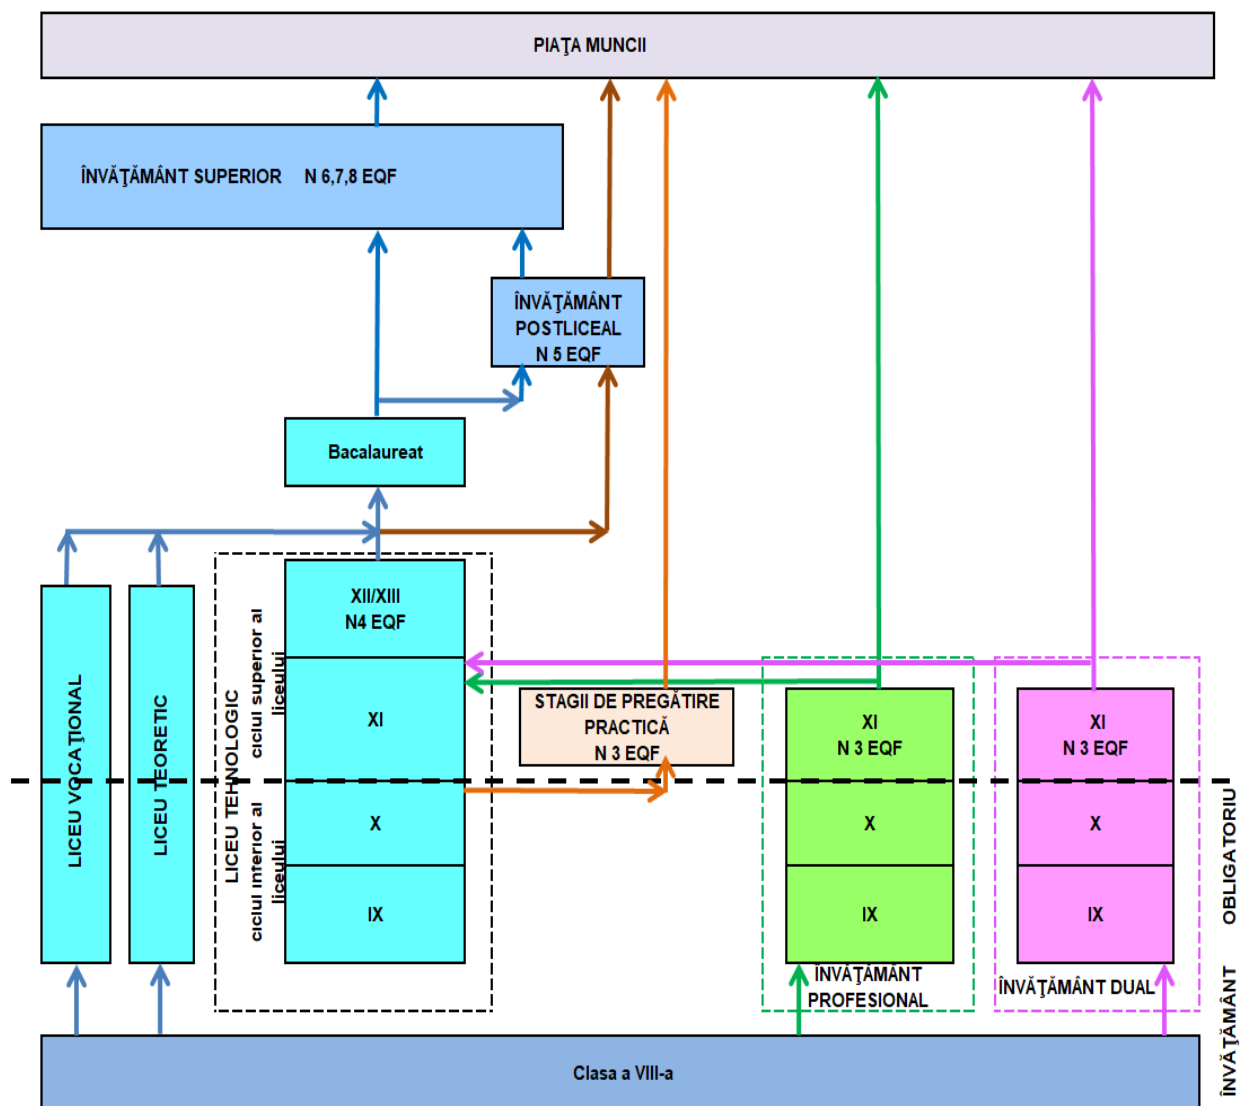 PIAŢA MUNCII
ÎNVĂŢĂMÂNT SUPERIOR N 6,7,8 EQF
ÎNVĂŢĂMÂNT
POSTLICEAL
N 5 EQF
Bacalaureat
LICEU VOCAŢIONAL
LICEU TEORETIC
LICEU TEHNOLOGIC
ciclul superior al
liceului
ciclul inferior al
liceului
XII/XIII
N4 EQF
XI
X
IX
STAGII DE PREGĂTIRE
PRACTICĂ
N 3 EQF
XI
N 3 EQF
X
IX
ÎNVĂŢĂMÂNT
PROFESIONAL
XI
N 3 EQF
X
IX
ÎNVĂŢĂMÂNT DUAL
ÎNVĂŢĂMÂNT OBLIGATORIU
Clasa a VIII-a